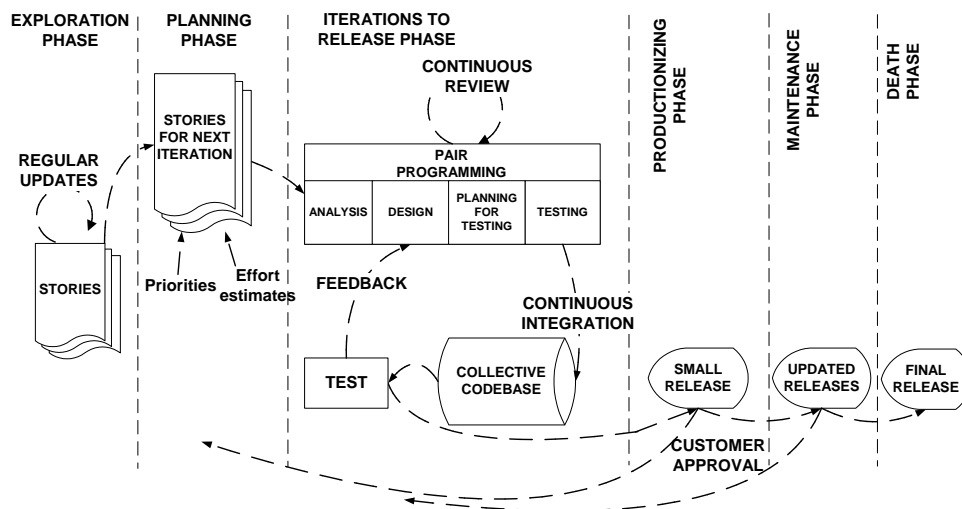 EXPLORATION
PHASE
PLANNING
PHASE
ITERATIONS TO
RELEASE PHASE
PRODUCTIONIZING
PHASE
MAINTENANCE
PHASE
DEATH
PHASE
REGULAR
UPDATES
STORIES
STORIES
FOR NEXT
ITERATION
Priorities
Effort
estimates
CONTINUOUS
REVIEW
PAIR
PROGRAMMING
ANALYSIS
DESIGN
PLANNING
FOR
TESTING
TESTING
FEEDBACK
CONTINUOUS
INTEGRATION
TEST
COLLECTIVE
CODEBASE
SMALL
RELEASE
UPDATED
RELEASES
FINAL
RELEASE
CUSTOMER
APPROVAL